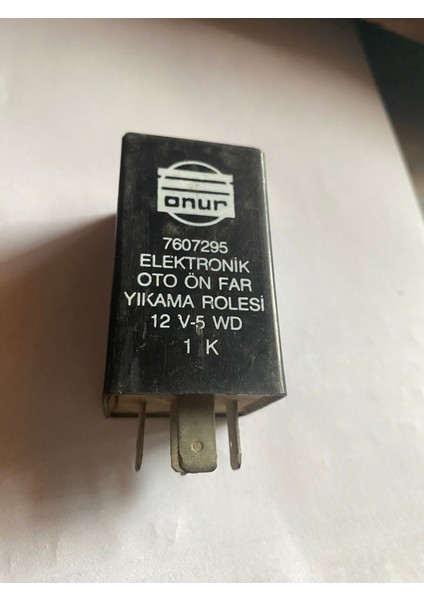 onur
7607295
ELEKTRONİK
OTO ÖN FAR
YIKAMA ROLESİ
12 V-5 WD
1 K